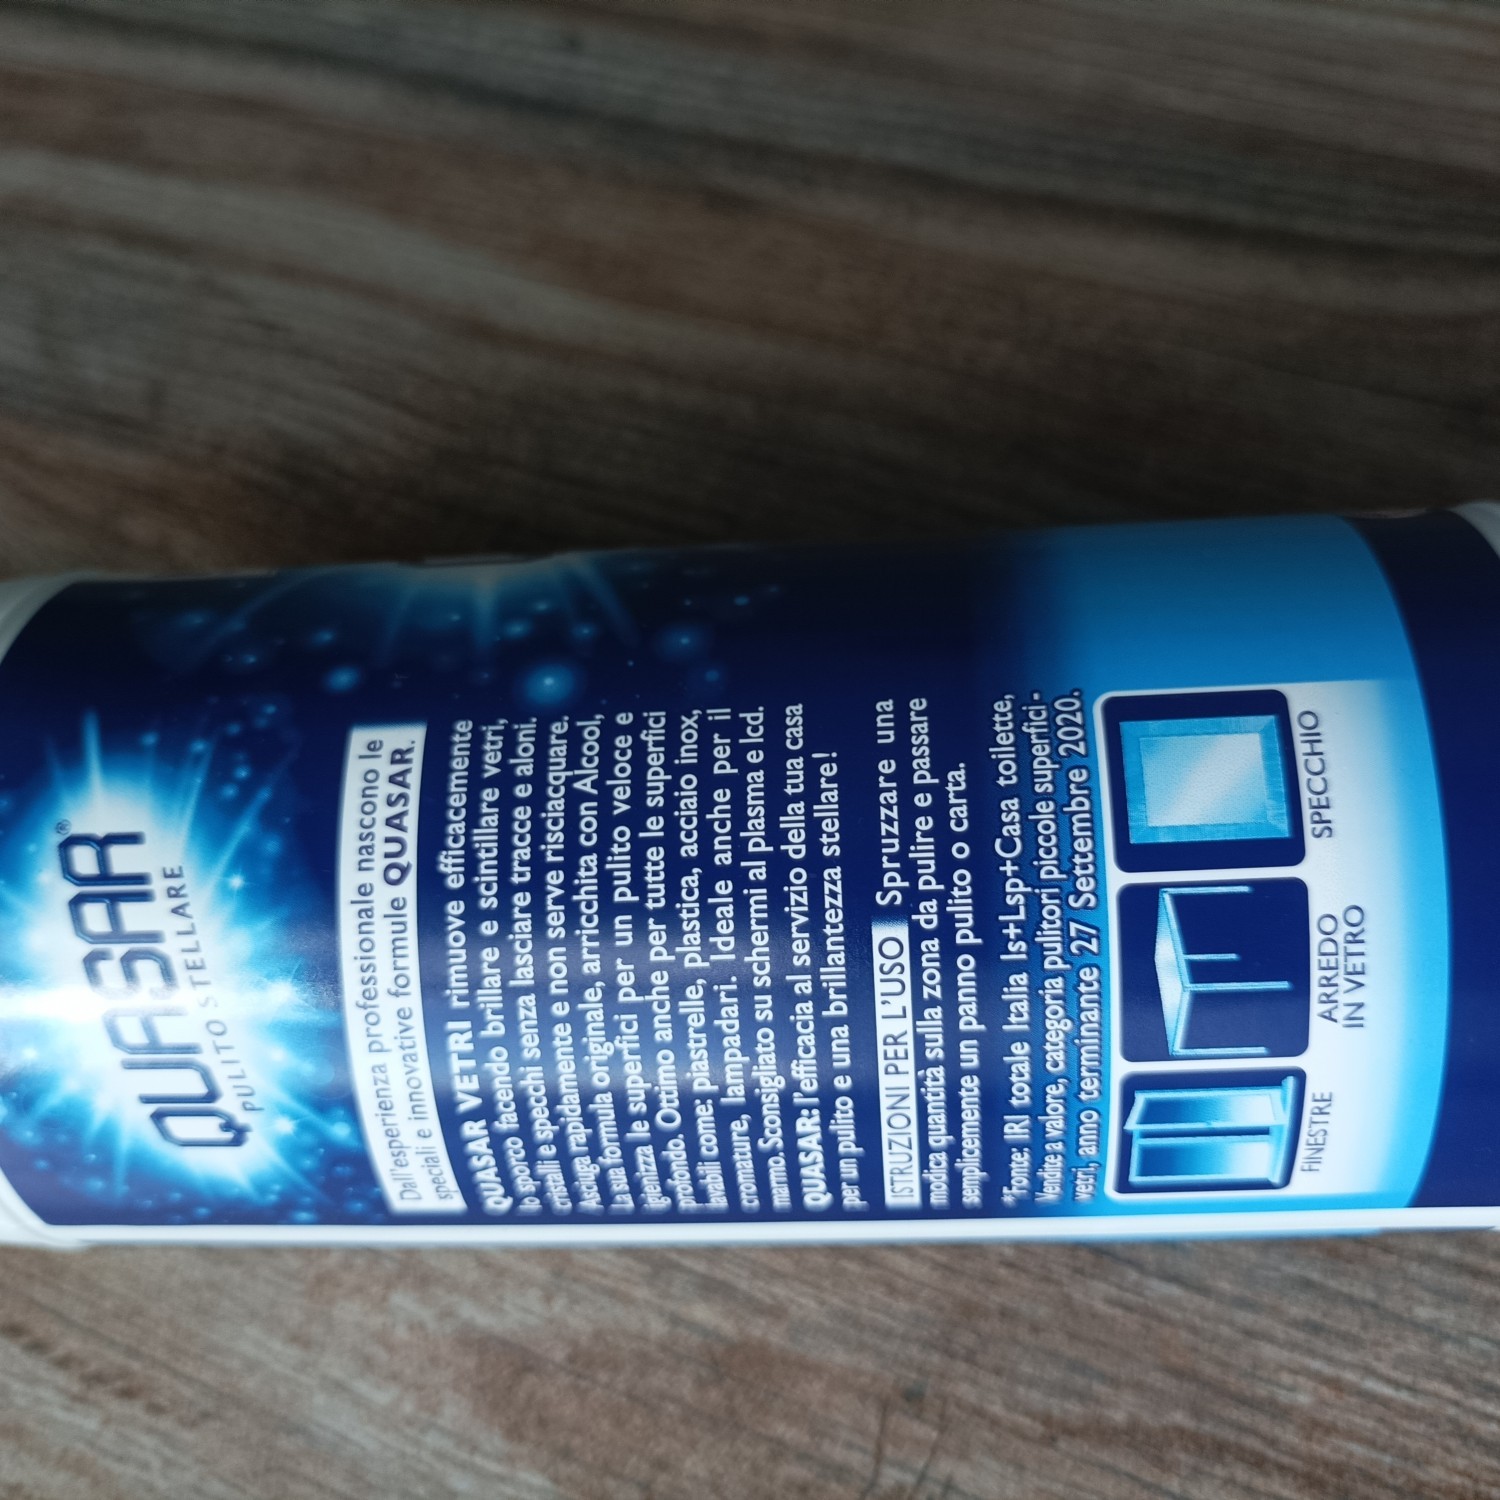 QUASAR®
PULITO STELLARE
Dall'esperienza professionale nascono le
speciali e innovative formule QUASAR.
QUASAR VETRI rimuove efficacemente
lo sporco facendo brillare e scintillare vetri,
cristalli e specchi senza lasciare tracce e aloni.
Asciuga rapidamente e non serve risciacquare.
La sua formula originale, arricchita con Alcool,
igienizza le superfici per un pulito veloce e
profondo. Ottimo anche per tutte le superfici
lavabili come: piastrelle, plastica, acciaio inox,
cromature, lampadari. Ideale anche per il
marmo. Sconsigliato su schermi al plasma e lcd.
QUASAR: l'efficacia al servizio della tua casa
per un pulito e una brillantezza stellare!
ISTRUZIONI PER L'USO Spruzzare una
modica quantità sulla zona da pulire e passare
semplicemente un panno pulito o carta.
*Fonte: IRI totale Italia Is+Lsp+Casa toilette,
Vendite a valore, categoria pulitori piccole superfici-
vetri, anno terminante 27 Settembre 2020.
FINESTRE
ARREDO
IN VETRO
SPECCHIO